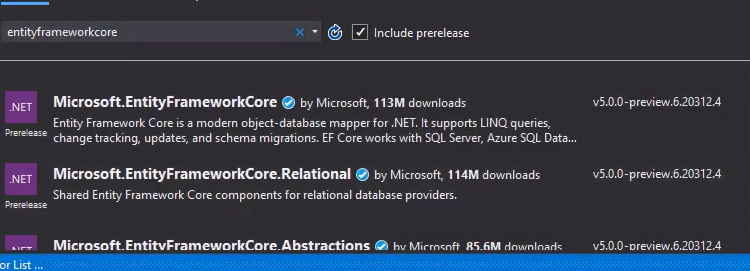 entityframeworkcore
Include prerelease
.NET Microsoft.EntityFrameworkCore by Microsoft, 113M downloads v5.0.0-preview.6.20312.4
Prerelease Entity Framework Core is a modern object-database mapper for .NET. It supports LINQ queries,
change tracking, updates, and schema migrations. EF Core works with SQL Server, Azure SQL Data...
.NET Microsoft.EntityFrameworkCore.Relational by Microsoft, 114M downloads v5.0.0-preview.6.20312.4
Shared Entity Framework Core components for relational database providers.
Prerelease
.NET Microsoft.EntityFrameworkCore.Abstractions by Microsoft, 85.6M downloads v5.0.0-preview.6.20312.4
or List ...